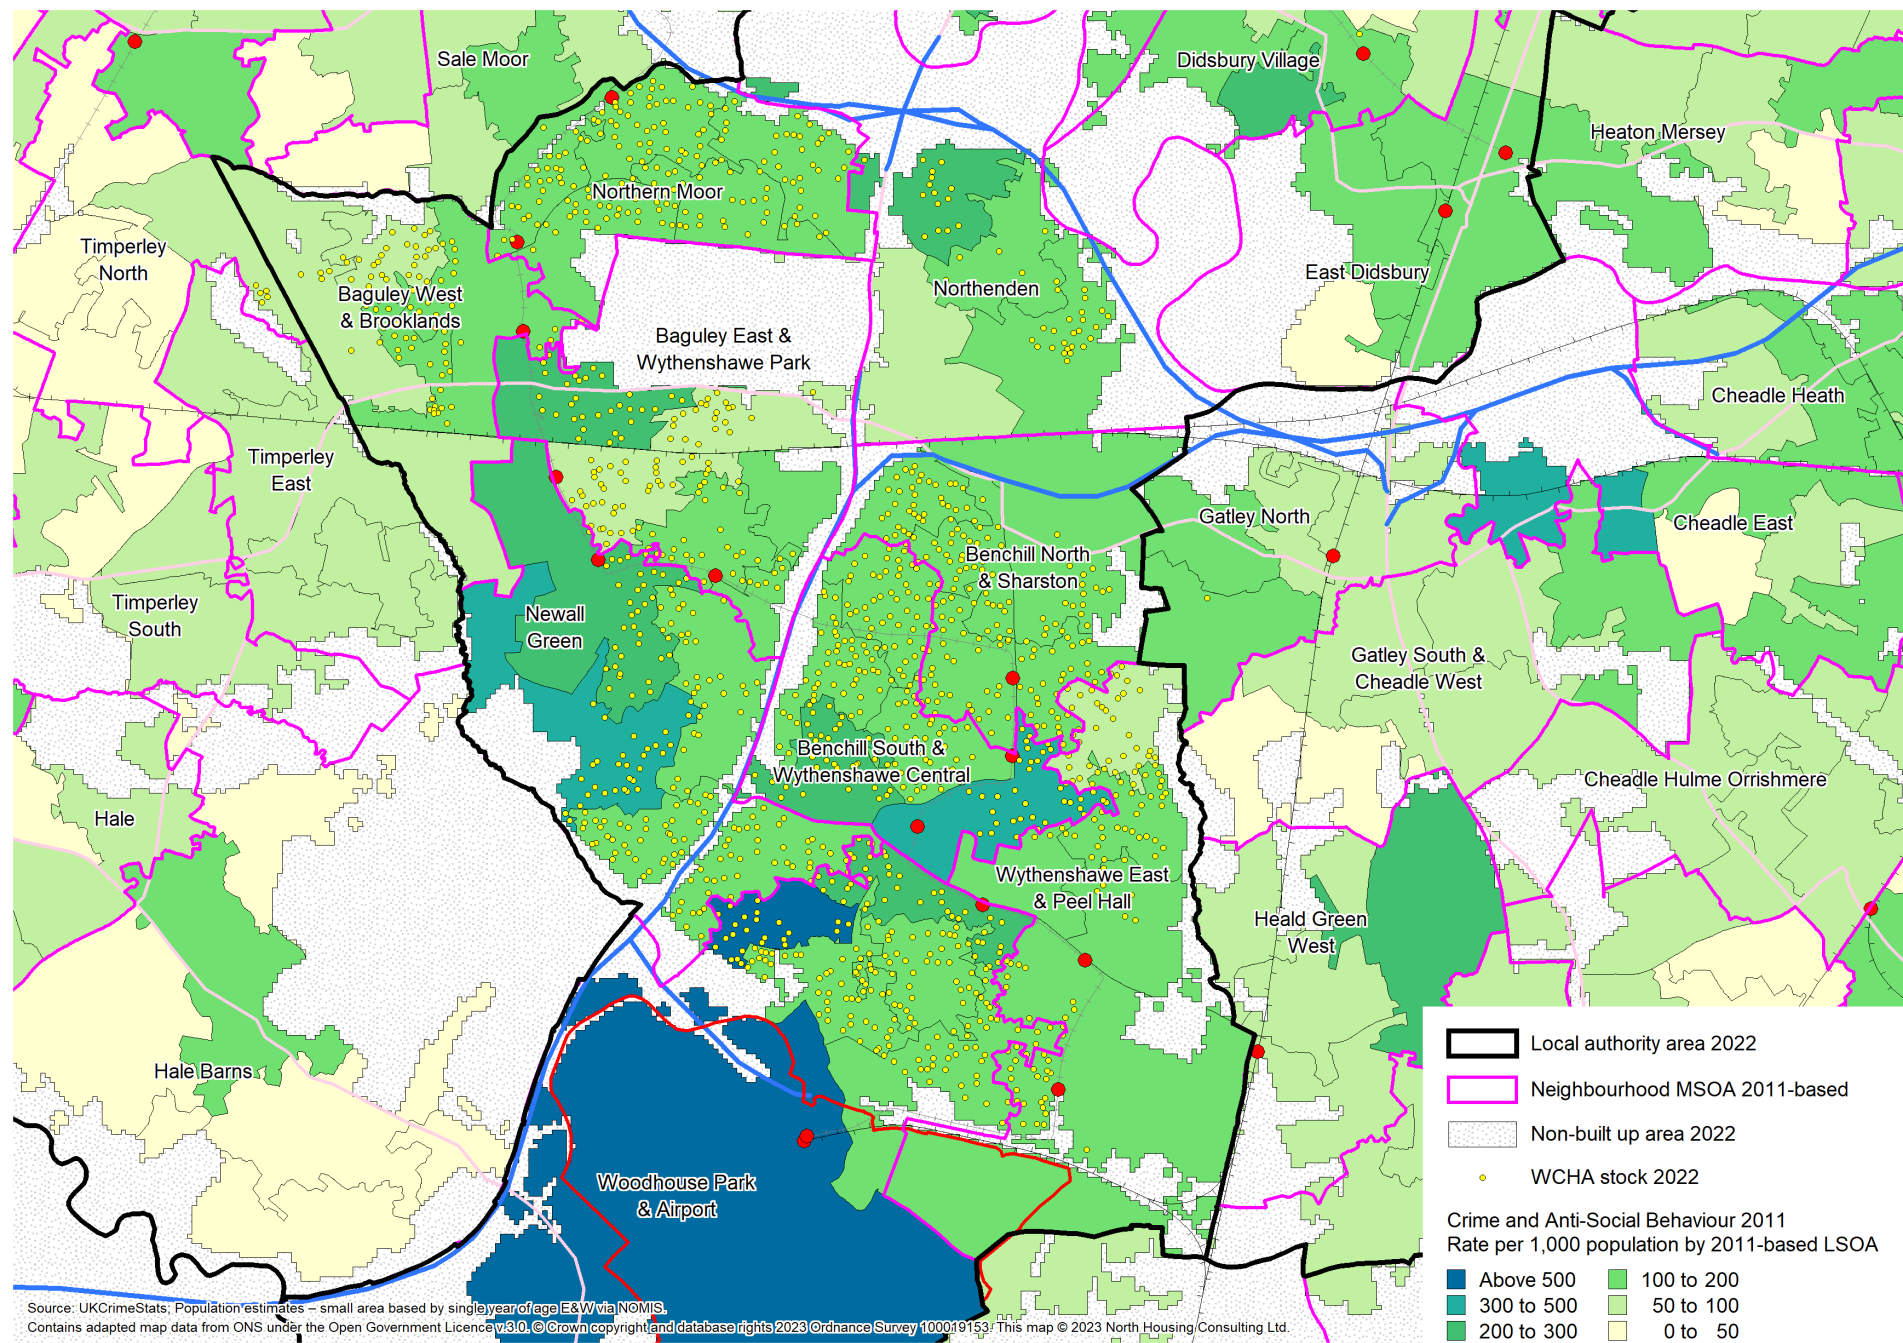 Sale Moor
Didsbury Village
Heaton Mersey
Northern Moor
Timperley
North
Baguley West
& Brooklands
Northenden
East Didsbury
Baguley East &
Wythenshawe Park
Cheadle Heath
Timperley
East
Gatley North
Cheadle East
Benchill North
& Sharston
Timperley
South
Newall
Green
Gatley South &
Cheadle West
Benchill South &
Wythenshawe Central
Cheadle Hulme Orrishmere
Hale
Wythenshawe East
& Peel Hall
Heald Green
West
Hale Barns
Woodhouse Park
& Airport
Local authority area 2022
Neighbourhood MSOA 2011-based
Non-built up area 2022
WCHA stock 2022
Crime and Anti-Social Behaviour 2011
Rate per 1,000 population by 2011-based LSOA
Above 500 100 to 200
300 to 500 50 to 100
200 to 300 0 to 50
Source: UKCrimeStats; Population estimates – small area based by single year of age E&W via NOMIS.
Contains adapted map data from ONS under the Open Government Licence v.3.0. © Crown copyright and database rights 2023 Ordnance Survey 100019153. This map © 2023 North Housing Consulting Ltd.